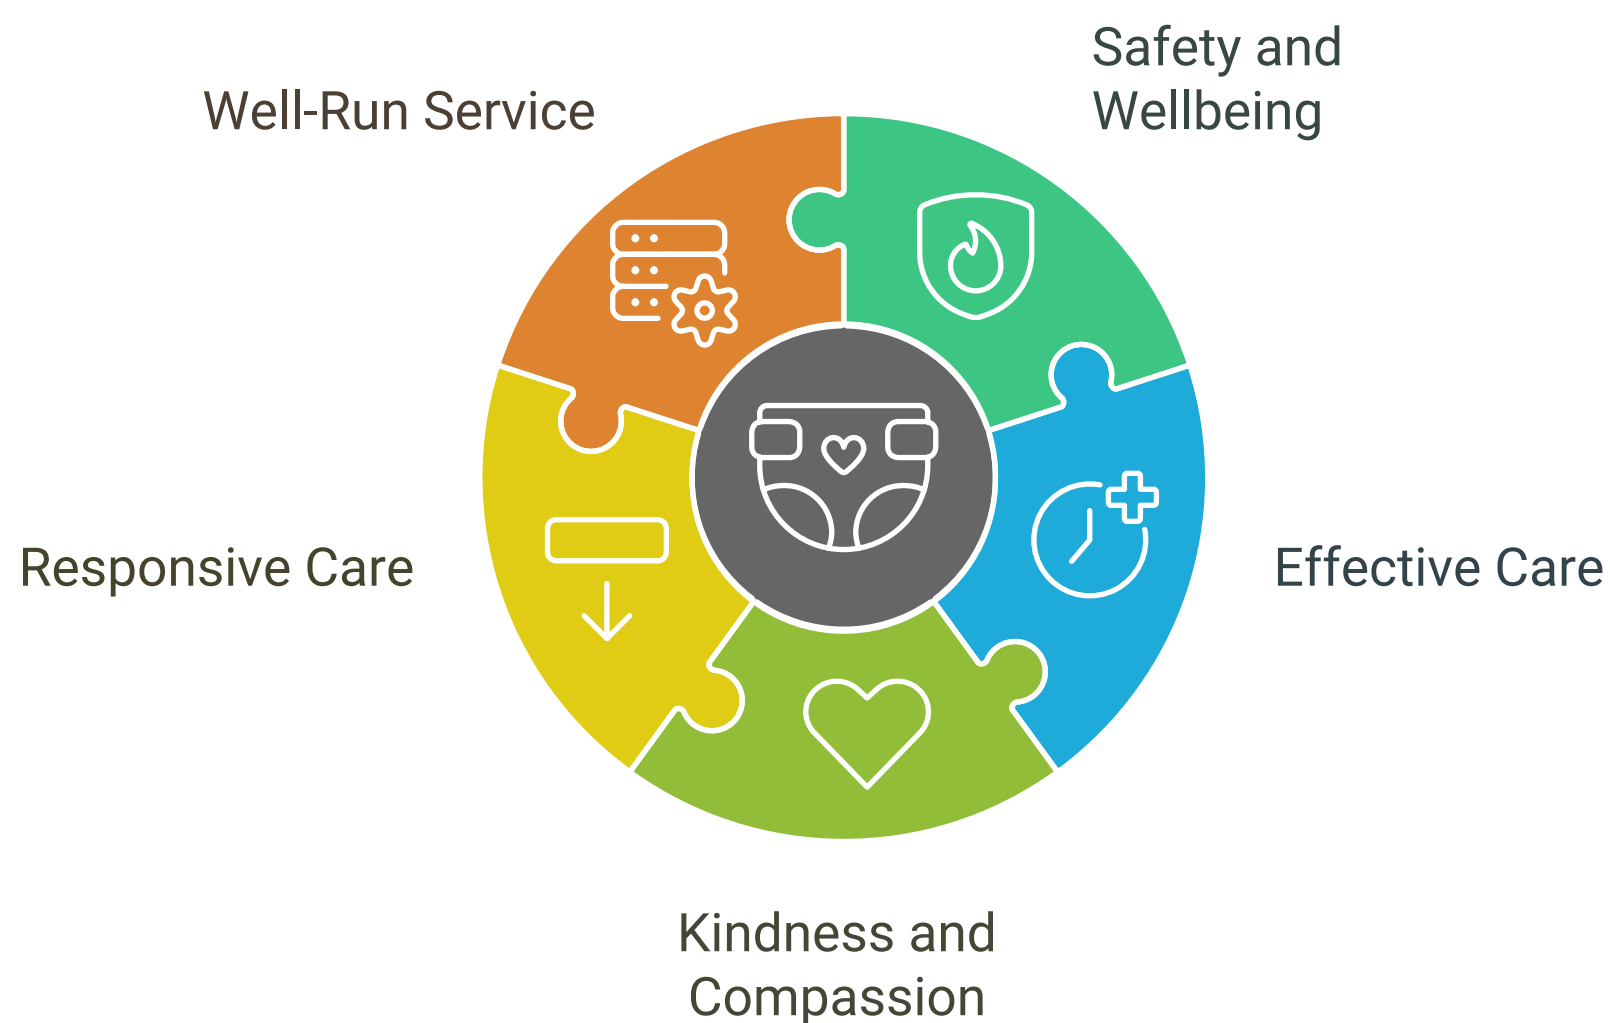 Safety and
Wellbeing
Well-Run Service
Responsive Care
Effective Care
Kindness and
Compassion